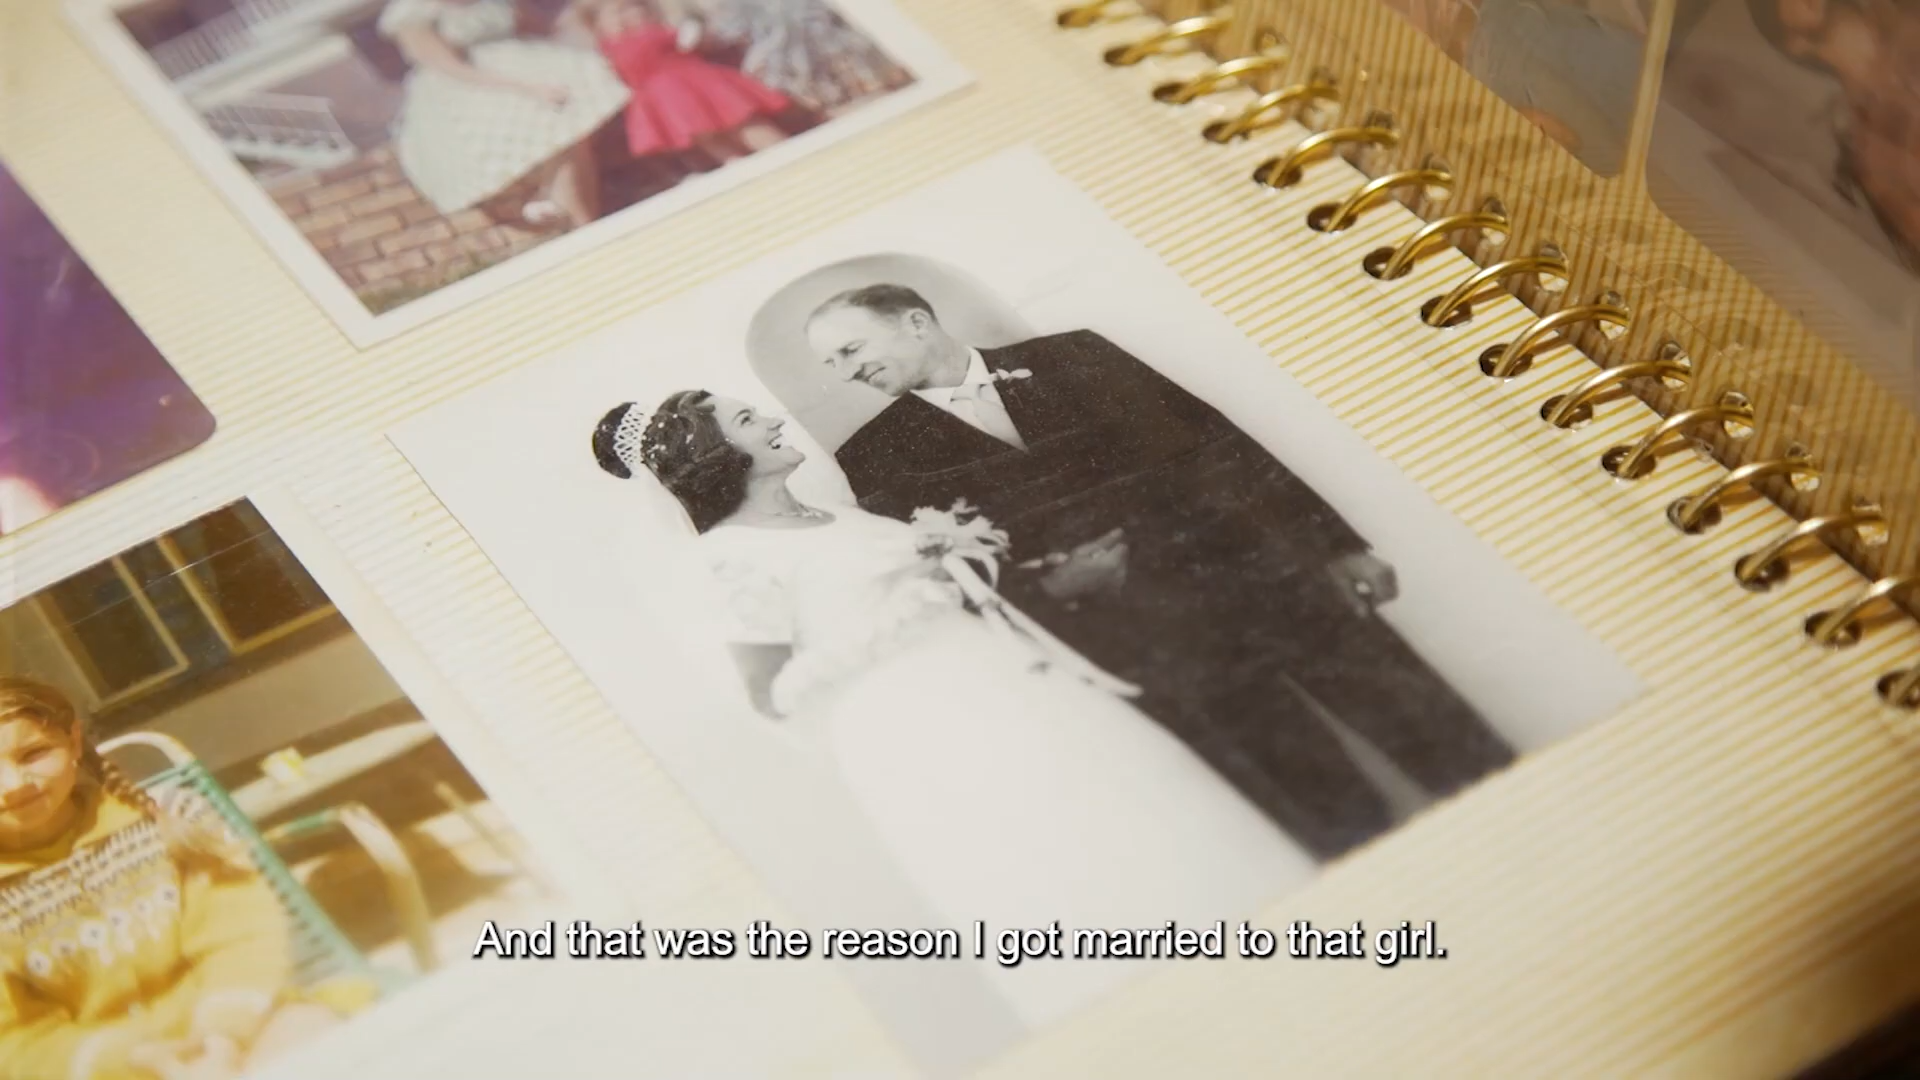 And that was the reason I got married to that girl.